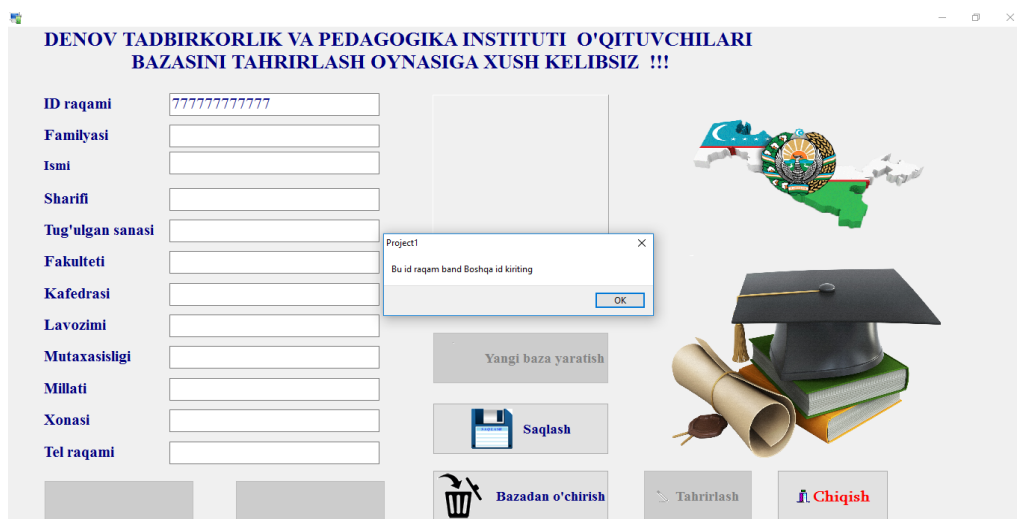 DENOV TADBIRKORLIK VA PEDAGOGIKA INSTITUTI O'QITUVCHILARI
BAZASINI TAHRIRLASH OYNASIGA XUSH KELIBSIZ !!!
ID raqami 777777777777
Familyasi
Ismi
Sharifi
Tug'ulgan sanasi
Fakulteti
Kafedrasi
Lavozimi
Mutaxasisligi
Millati
Xonasi
Tel raqami
Project1
Bu id raqam band Boshqa id kiriting
OK
Yangi baza yaratish
Saqlash
Bazadan o'chirish
Tahrirlash
Chiqish